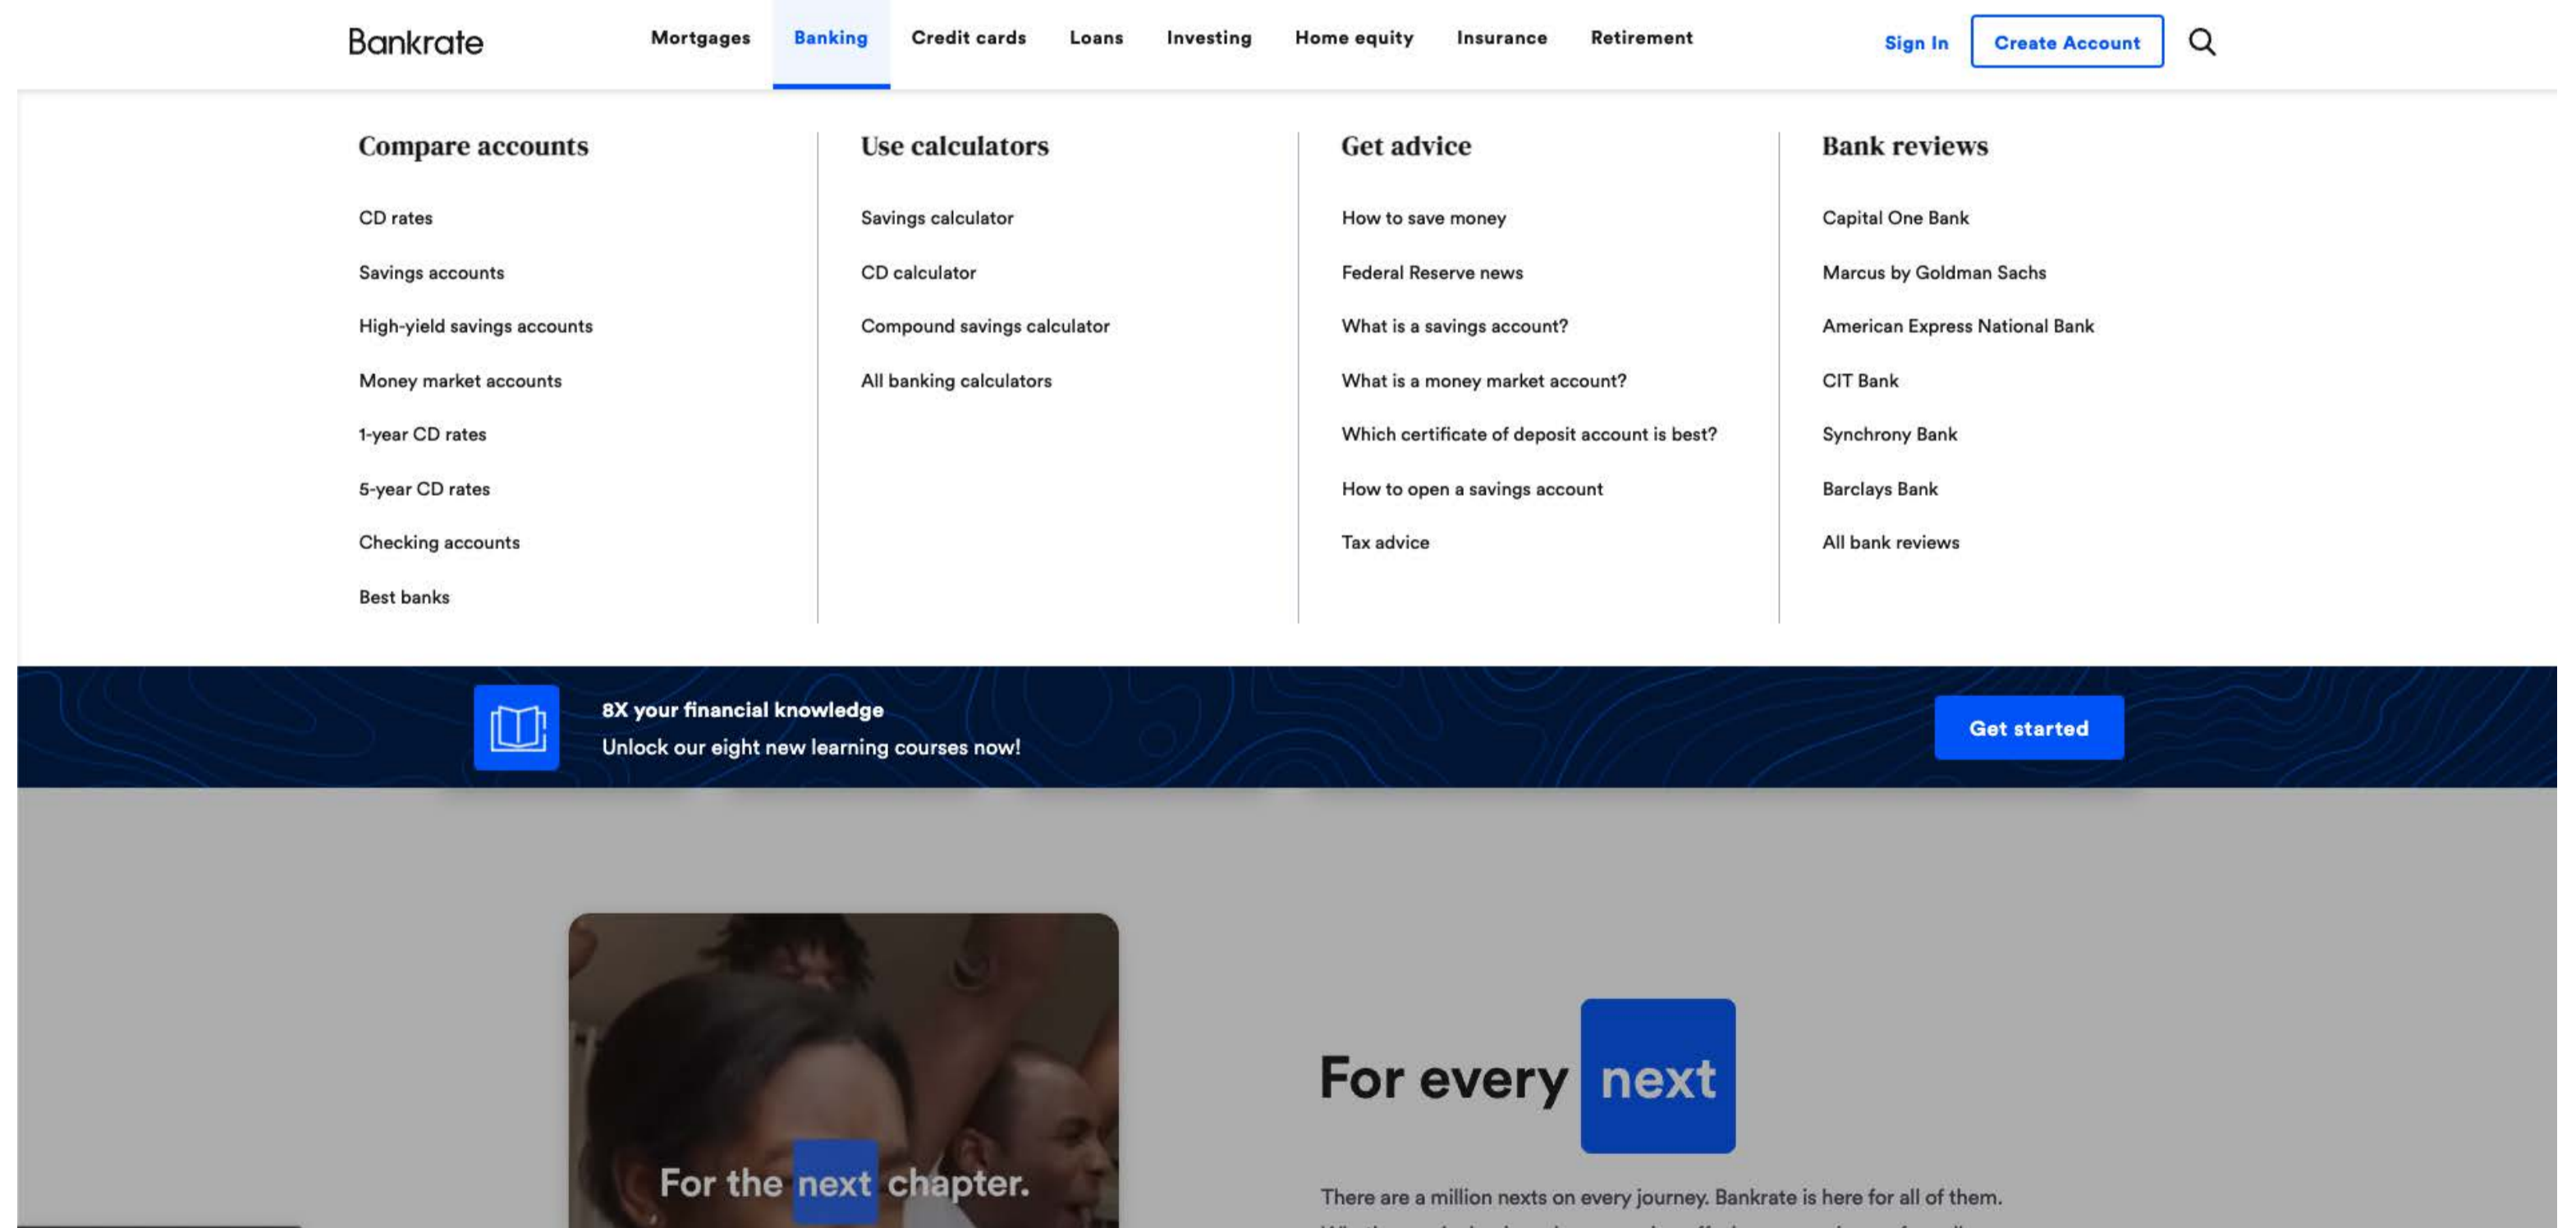 Bankrate
Mortgages
Banking
Credit cards
Loans
Investing
Home equity
Insurance
Retirement
Sign In
Create Account
Compare accounts
CD rates
Savings accounts
High-yield savings accounts
Money market accounts
1-year CD rates
5-year CD rates
Checking accounts
Best banks
Use calculators
Savings calculator
CD calculator
Compound savings calculator
All banking calculators
Get advice
How to save money
Federal Reserve news
What is a savings account?
What is a money market account?
Which certificate of deposit account is best?
How to open a savings account
Tax advice
Bank reviews
Capital One Bank
Marcus by Goldman Sachs
American Express National Bank
CIT Bank
Synchrony Bank
Barclays Bank
All bank reviews
8X your financial knowledge
Unlock our eight new learning courses now!
Get started
For the next chapter.
For every next
There are a million nexts on every journey. Bankrate is here for all of them.